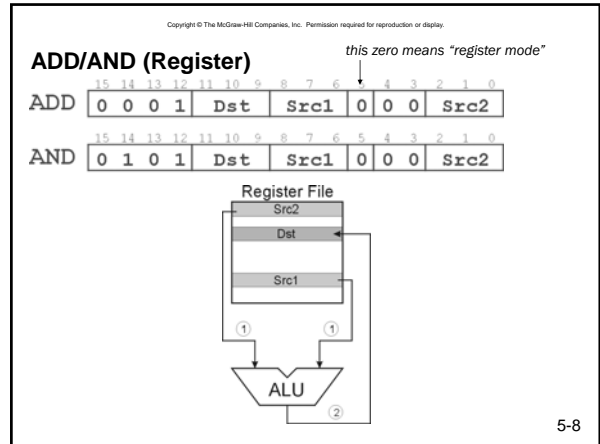 Copyright © The McGraw-Hill Companies, Inc. Permission required for reproduction or display.
this zero means “register mode”
ADD/AND (Register)
15 14 13 12 11 10 9 8 7 6 5 4 3 2 1 0
ADD 0 0 0 1 Dst Src1 0 0 0 Src2
15 14 13 12 11 10 9 8 7 6 5 4 3 2 1 0
AND 0 1 0 1 Dst Src1 0 0 0 Src2
Register File
Src2
Dst
Src1
1 1
ALU
2
5-8